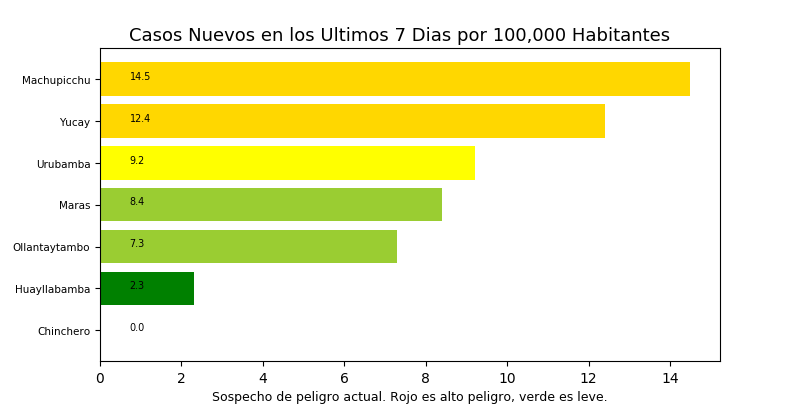 Casos Nuevos en los Ultimos 7 Dias por 100,000 Habitantes
Machupicchu 14.5
Yucay 12.4
Urubamba 9.2
Maras 8.4
Ollantaytambo 7.3
Huayllabamba 2.3
Chinchero 0.0
0 2 4 6 8 10 12 14
Sospecho de peligro actual. Rojo es alto peligro, verde es leve.